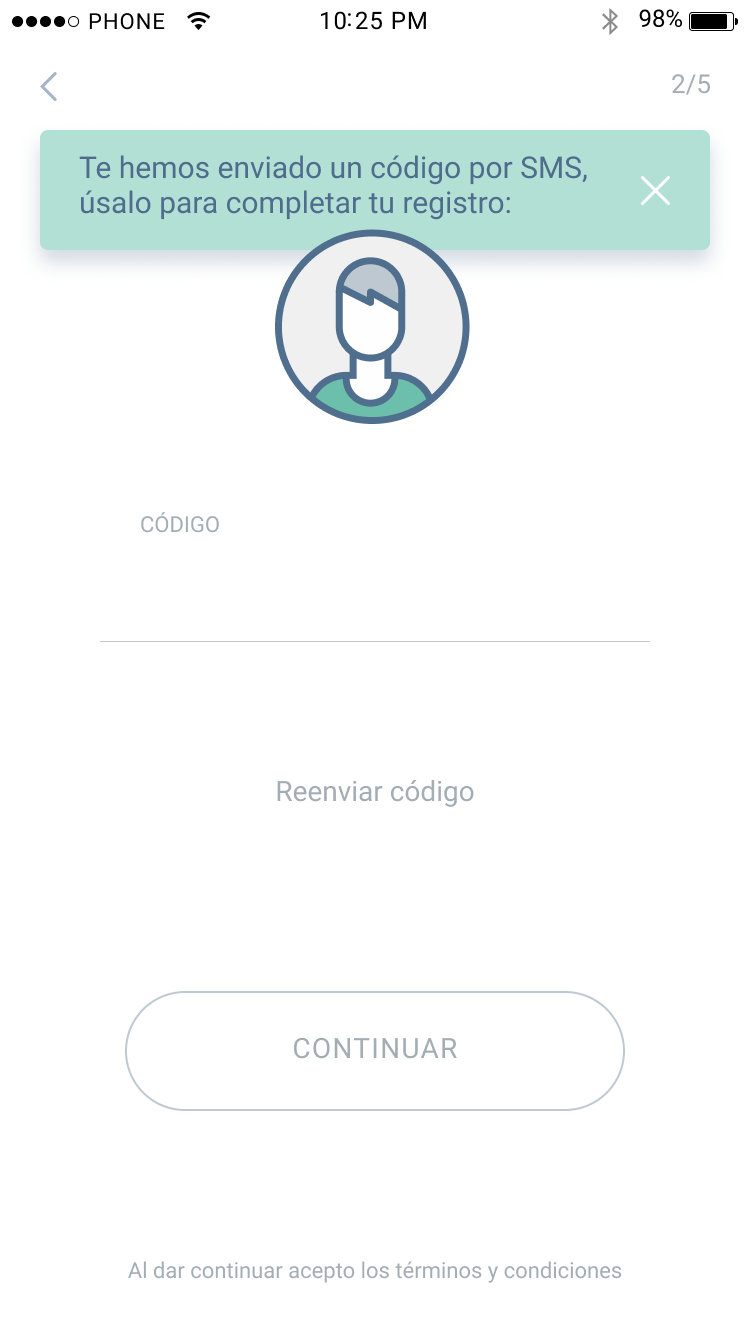 PHONE 10:25 PM 98%
2/5
Te hemos enviado un código por SMS,
úsalo para completar tu registro:
CÓDIGO
Reenviar código
CONTINUAR
Al dar continuar acepto los términos y condiciones